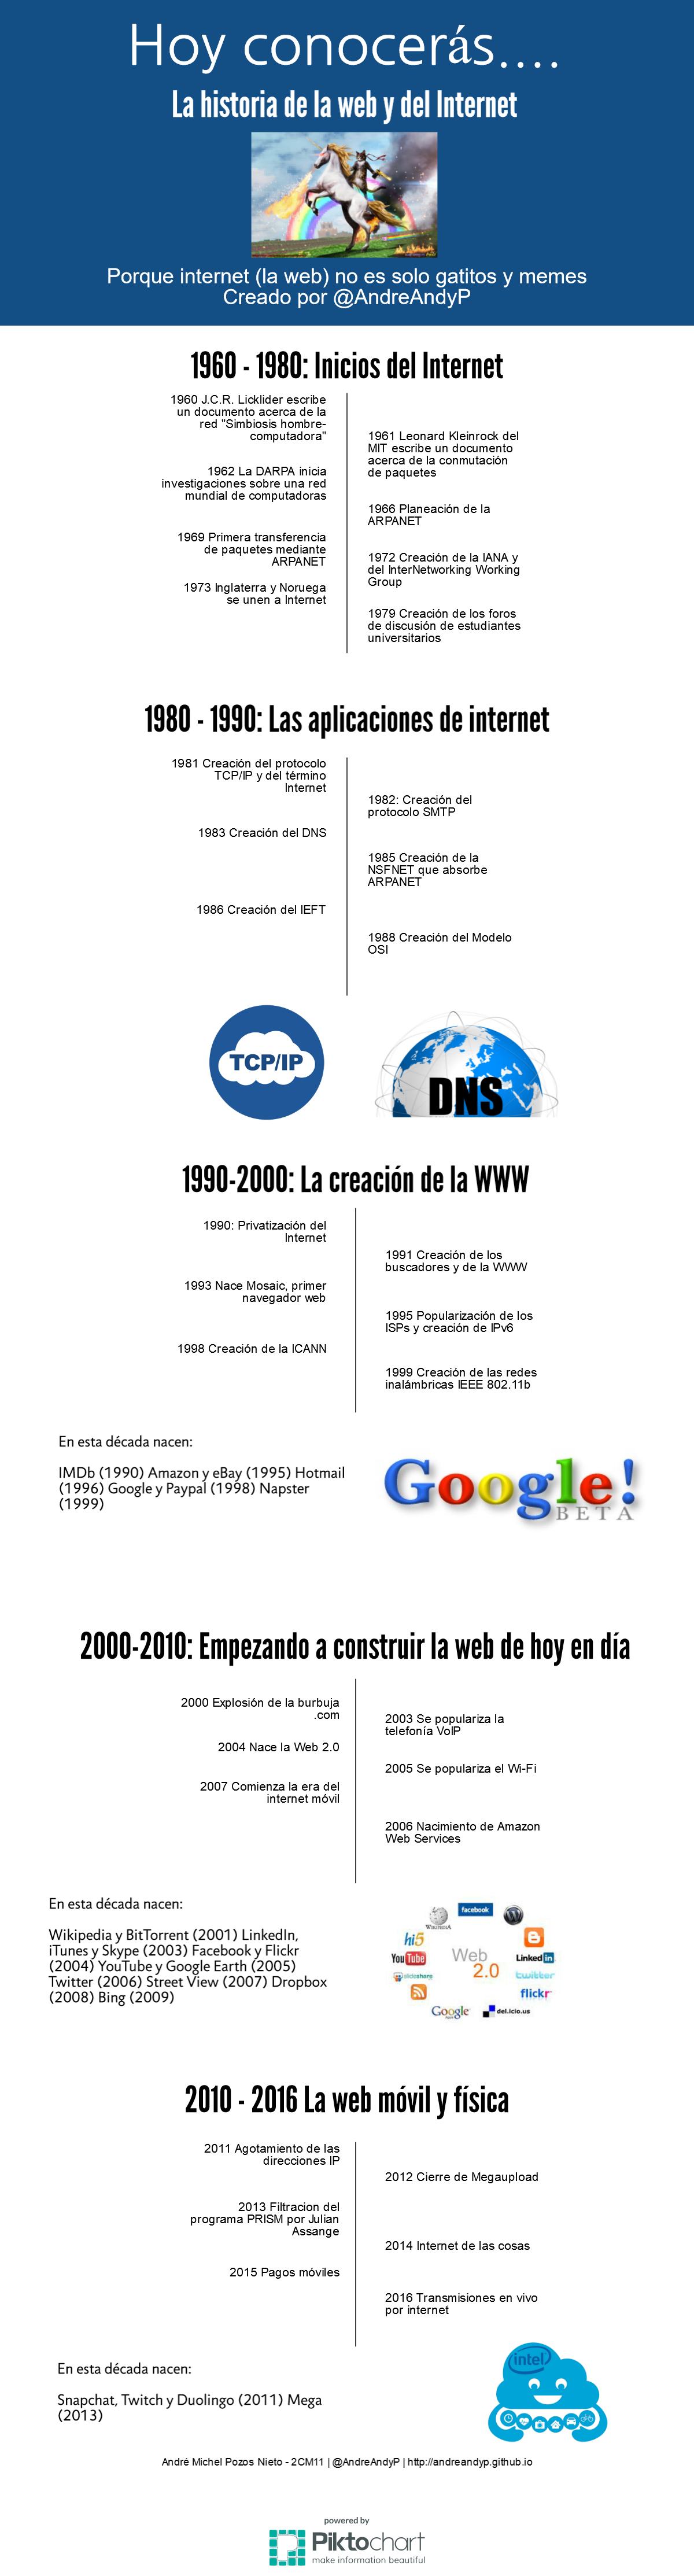 Hoy conocerás....
La historia de la web y del Internet
Porque internet (la web) no es solo gatitos y memes
Creado por @AndreAndyP
1960 - 1980: Inicios del Internet
1960 J.C.R. Licklider escribe
un documento acerca de la
red "Simbiosis hombre-
computadora"
1961 Leonard Kleinrock del
MIT escribe un documento
acerca de la conmutación
de paquetes
1962 La DARPA inicia
investigaciones sobre una red
mundial de computadoras
1966 Planeación de la
ARPANET
1969 Primera transferencia
de paquetes mediante
ARPANET
1972 Creación de la IANA y
del InterNetworking Working
Group
1973 Inglaterra y Noruega
se unen a Internet
1979 Creación de los foros
de discusión de estudiantes
universitarios
1980 - 1990: Las aplicaciones de internet
1981 Creación del protocolo
TCP/IP y del término
Internet
1982: Creación del
protocolo SMTP
1983 Creación del DNS
1985 Creación de la
NSFNET que absorbe
ARPANET
1986 Creación del IEFT
1988 Creación del Modelo
OSI
TCP/IP
DNS
1990-2000: La creación de la WWW
1990: Privatización del
Internet
1991 Creación de los
buscadores y de la WWW
1993 Nace Mosaic, primer
navegador web
1995 Popularización de los
ISPs y creación de IPv6
1998 Creación de la ICANN
1999 Creación de las redes
inalámbricas IEEE 802.11b
En esta década nacen:
IMDb (1990) Amazon y eBay (1995) Hotmail
(1996) Google y Paypal (1998) Napster
(1999)
Google!
BETA
2000-2010: Empezando a construir la web de hoy en día
2000 Explosión de la burbuja
.com
2003 Se populariza la
telefonía VoIP
2004 Nace la Web 2.0
2005 Se populariza el Wi-Fi
2007 Comienza la era del
internet móvil
2006 Nacimiento de Amazon
Web Services
En esta década nacen:
Wikipedia y BitTorrent (2001) LinkedIn,
iTunes y Skype (2003) Facebook y Flickr
(2004) YouTube y Google Earth (2005)
Twitter (2006) Street View (2007) Dropbox
(2008) Bing (2009)
facebook
WIKIPEDIA
hi5
YouTube
Web
2.0
LinkedIn
slideshare
twitter
flickr
Google
del.icio.us
2010 - 2016 La web móvil y física
2011 Agotamiento de las
direcciones IP
2012 Cierre de Megaupload
2013 Filtracion del
programa PRISM por Julian
Assange
2014 Internet de las cosas
2015 Pagos móviles
2016 Transmisiones en vivo
por internet
intel
En esta década nacen:
Snapchat, Twitch y Duolingo (2011) Mega
(2013)
André Michel Pozos Nieto - 2CM11 | @AndreAndyP | http://andreandyp.github.io
powered by
Piktochart
make information beautiful